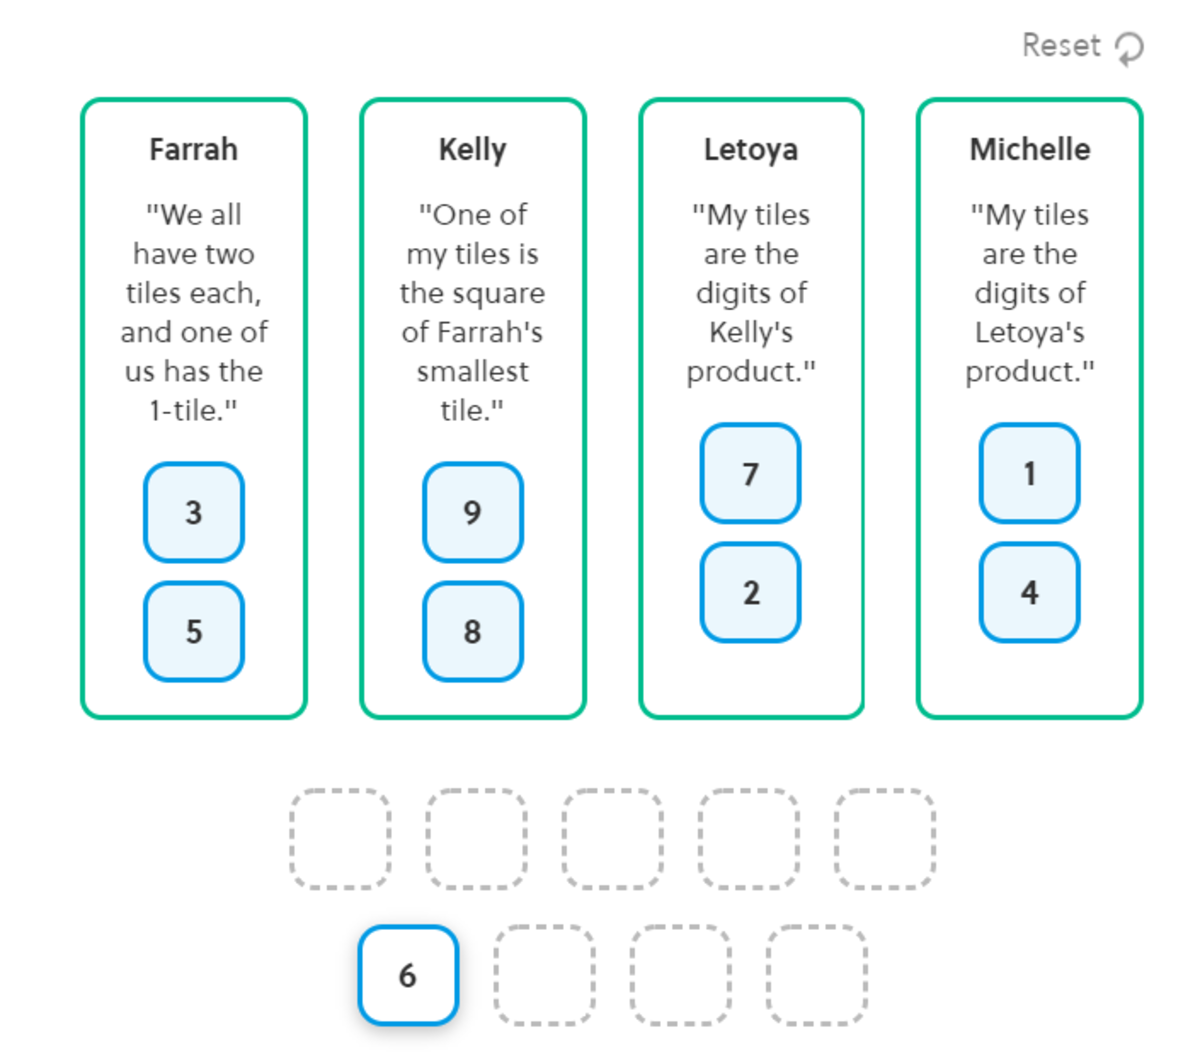 Reset
Farrah
"We all
have two
tiles each,
and one of
us has the
1-tile."
3
5
Kelly
"One of
my tiles is
the square
of Farrah's
smallest
tile."
9
8
Letoya
"My tiles
are the
digits of
Kelly's
product."
7
2
Michelle
"My tiles
are the
digits of
Letoya's
product."
1
4
6